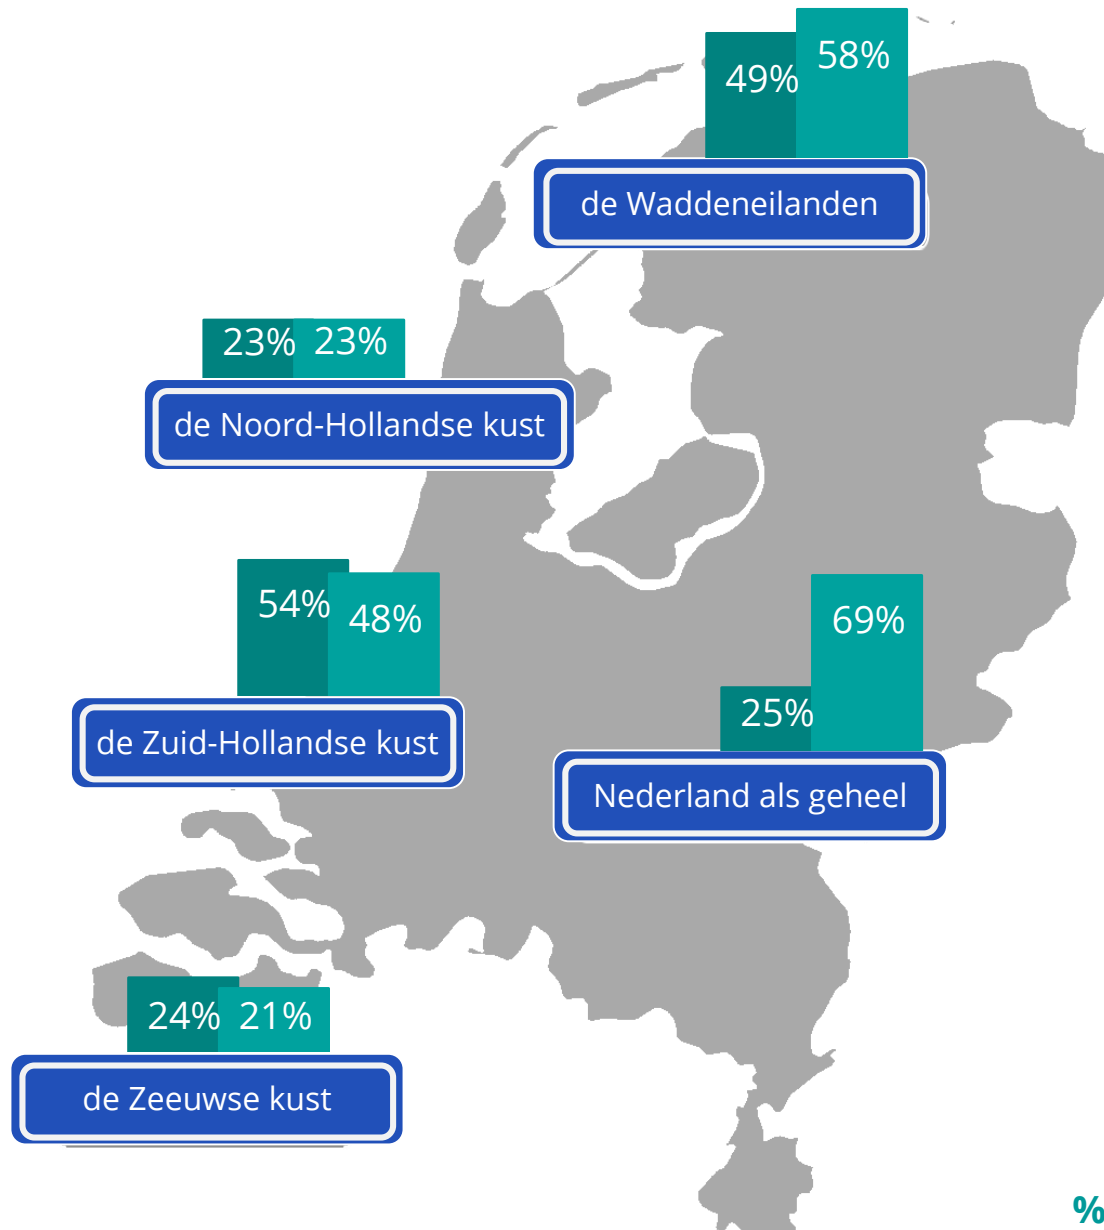 49% 58%
de Waddeneilanden
23% 23%
de Noord-Hollandse kust
54% 48%
de Zuid-Hollandse kust
25% 69%
Nederland als geheel
24% 21%
de Zeeuwse kust
%